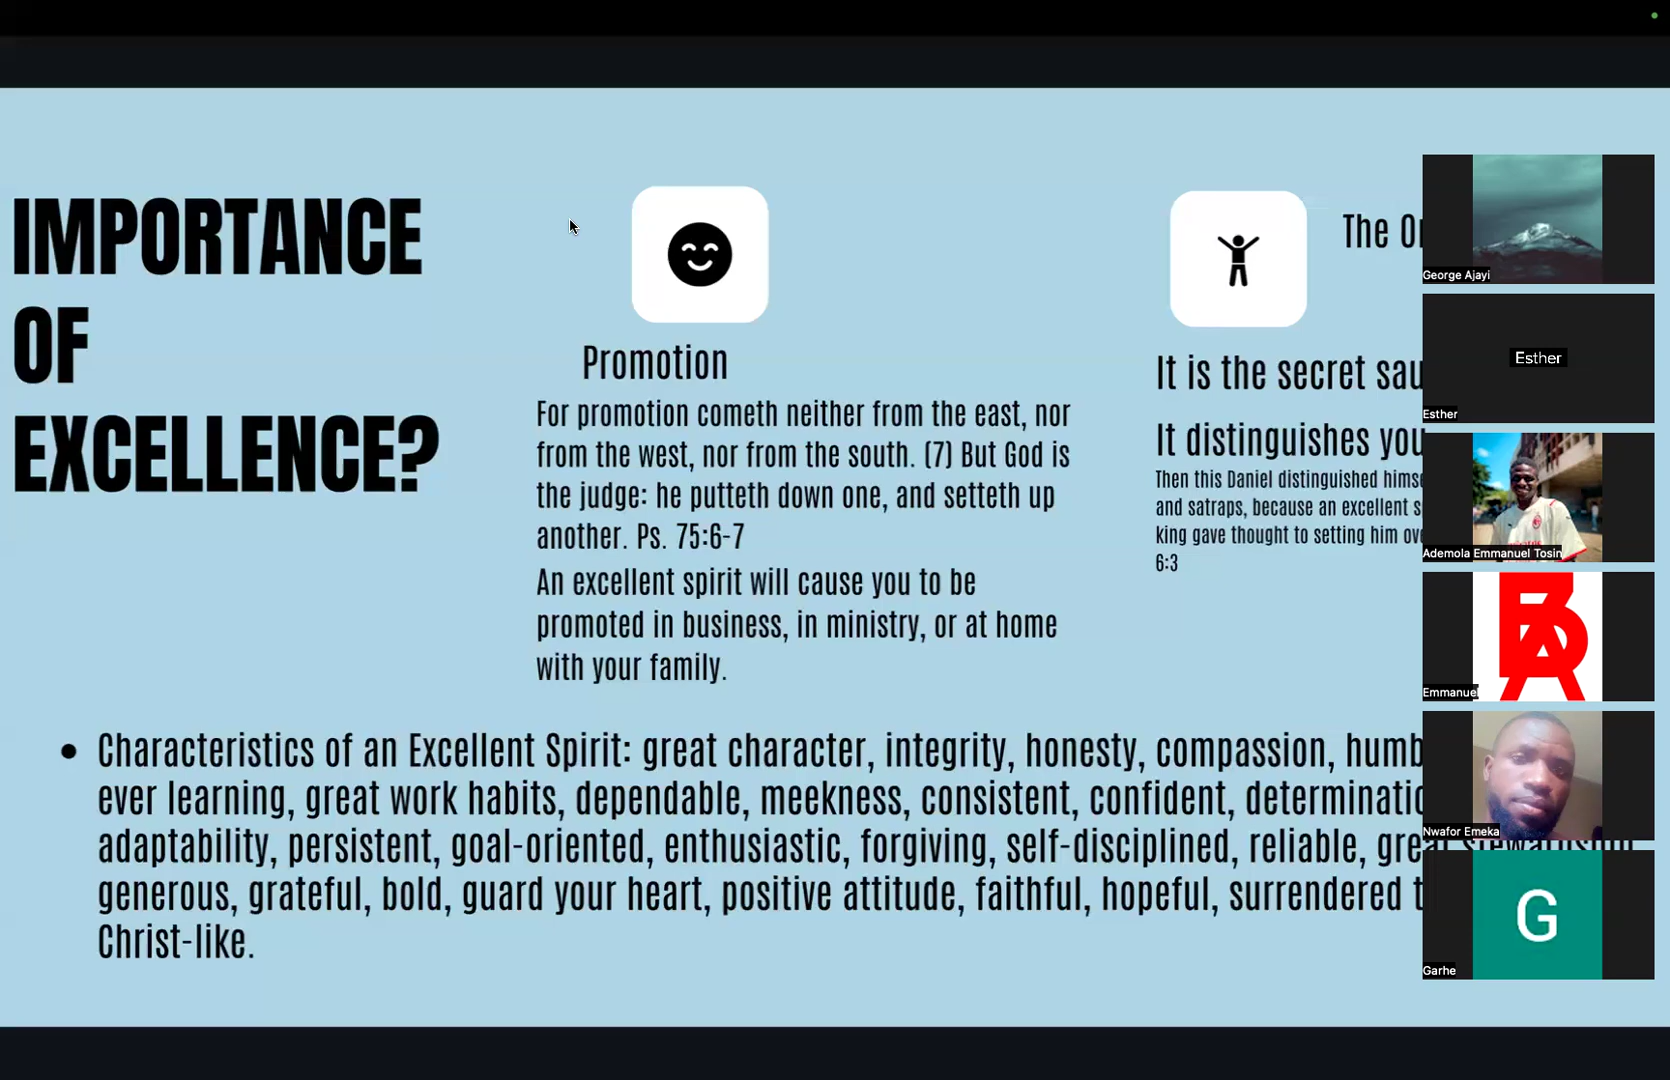 IMPORTANCE
OF
EXCELLENCE?
Promotion
For promotion cometh neither from the east, nor
from the west, nor from the south. (7) But God is
the judge: he putteth down one, and setteth up
another. Ps. 75:6-7
An excellent spirit will cause you to be
promoted in business, in ministry, or at home
with your family.
The
It is the secret
It distinguishes you
Then this Daniel distinguished
and satraps, because an excellent
king gave thought to setting him
6:3
• Characteristics of an Excellent Spirit: great character, integrity, honesty, compassion,
ever learning, great work habits, dependable, meekness, consistent, confident,
adaptability, persistent, goal-oriented, enthusiastic, forgiving, self-disciplined, reliable, great stewardship
generous, grateful, bold, guard your heart, positive attitude, faithful, hopeful, surrendered
Christ-like.
George Ajayi
Esther
Esther
Ademola Emmanuel Tosin
Emmanuel
Nwafor Emeka
G
Garhe